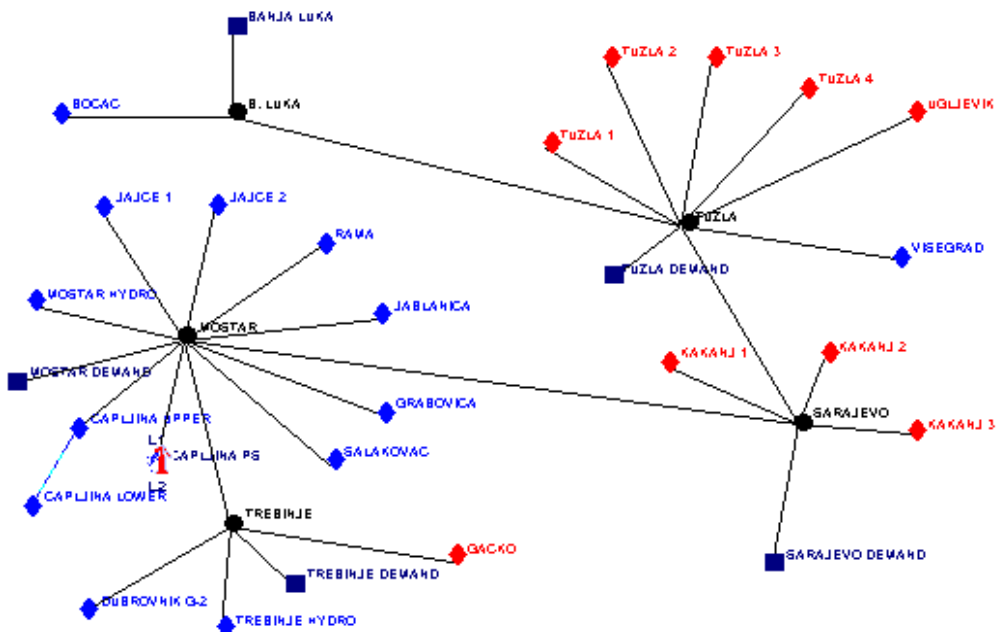 BANJA LUKA
TUZLA 2
TUZLA 3
TUZLA 4
BOCAC
B. LUKA
UGLJEVIK
TUZLA 1
JAJCE 1
JAJCE 2
RAMA
TUZLA
VISEGRAD
TUZLA DEMAND
MOSTAR HYDRO
JABLANICA
MOSTAR
KAKANJ 1
KAKANJ 2
MOSTAR DEMAND
GRABOVICA
SARAJEVO
CAPLJINA UPPER
KAKANJ 3
L1
CAPLJINA PS
SALAKOVAC
L2
CAPLJINA LOWER
TREBINJE
GACKO
SARAJEVO DEMAND
TREBINJE DEMAND
DUBROVNIK G-2
TREBINJE HYDRO